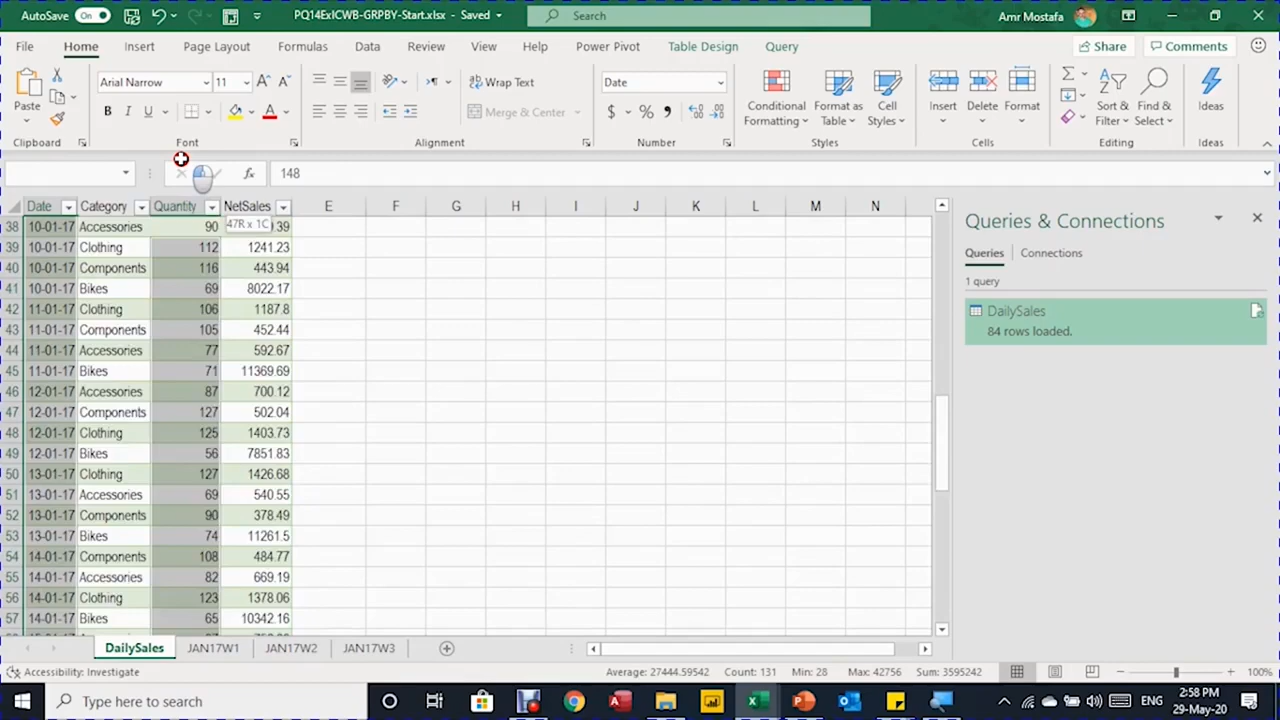 AutoSave On PQ14ExICWB-GRPBY-Start.xlsx - Saved Search Amr Mostafa
File Home Insert Page Layout Formulas Data Review View Help Power Pivot Table Design Query Share Comments
Arial Narrow 11 Wrap Text Date
Paste B I U Merge & Center $ % Conditional Formatting Format as Table Cell Styles Insert Delete Format Sort & Filter Find & Select Ideas
Clipboard Font Alignment Number Styles Cells Editing Ideas
fx 148
Date Category Quantity NetSales E F G H I J K L M N
38 10-01-17 Accessories 90 47R x 1C 39
39 10-01-17 Clothing 112 1241.23
40 10-01-17 Components 116 443.94
41 10-01-17 Bikes 69 8022.17
42 11-01-17 Clothing 106 1187.8
43 11-01-17 Components 105 452.44
44 11-01-17 Accessories 77 592.67
45 11-01-17 Bikes 71 11369.69
46 12-01-17 Accessories 87 700.12
47 12-01-17 Components 127 502.04
48 12-01-17 Clothing 125 1403.73
49 12-01-17 Bikes 56 7851.83
50 13-01-17 Clothing 127 1426.68
51 13-01-17 Accessories 69 540.55
52 13-01-17 Components 90 378.49
53 13-01-17 Bikes 74 11261.5
54 14-01-17 Components 108 484.77
55 14-01-17 Accessories 82 669.19
56 14-01-17 Clothing 123 1378.06
57 14-01-17 Bikes 65 10342.16
Queries & Connections
Queries Connections
1 query
DailySales
84 rows loaded.
DailySales JAN17W1 JAN17W2 JAN17W3
Accessibility: Investigate Average: 27444.59542 Count: 131 Min: 28 Max: 42756 Sum: 3595242 100%
Type here to search ENG 2:58 PM
29-May-20